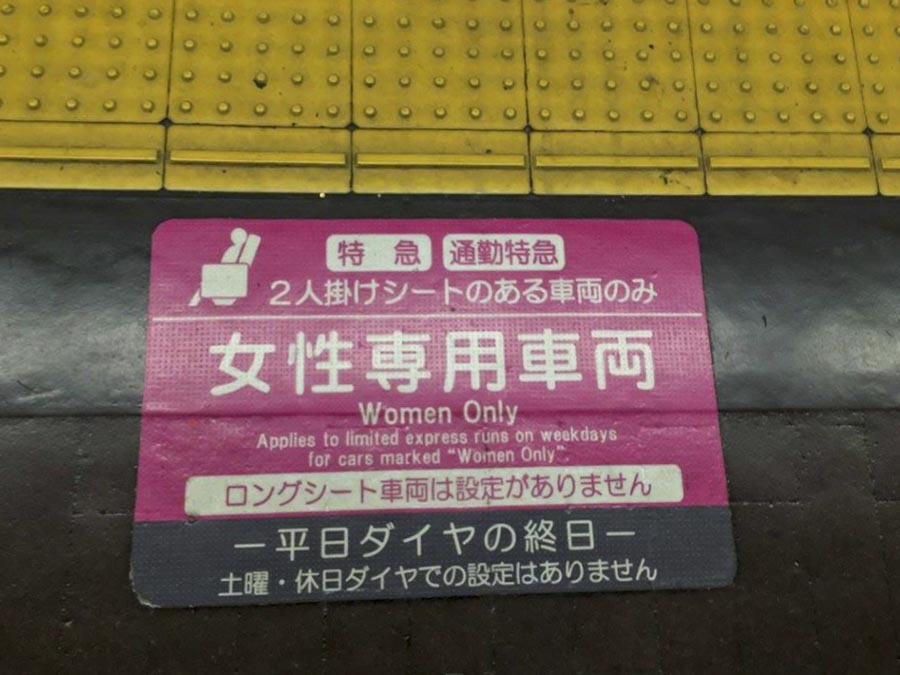 特急 通勤特急
2人掛けシートのある車両のみ
女性専用車両
Women Only
Applies to limited express runs on weekdays
for cars marked “Women Only”.
ロングシート車両は設定がありません
ー平日ダイヤの終日ー
土曜・休日ダイヤでの設定はありません